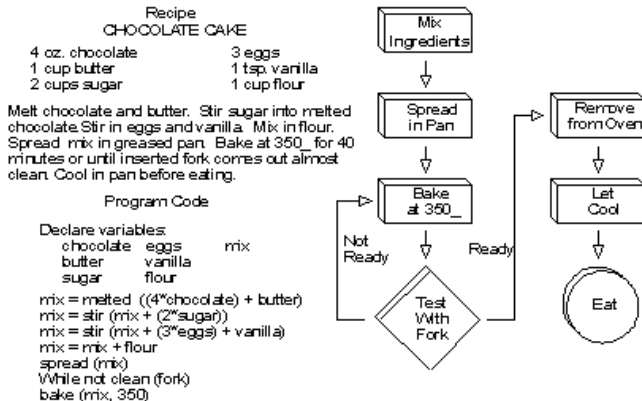 Recipe
CHOCOLATE CAKE
4 oz. chocolate 3 eggs
1 cup butter 1 tsp. vanilla
2 cups sugar 1 cup flour
Melt chocolate and butter. Stir sugar into melted
chocolate.Stir in eggs and vanilla. Mix in flour.
Spread mix in greased pan. Bake at 350_ for 40
minutes or until inserted fork comes out almost
clean. Cool in pan before eating.
Program Code
Declare variables:
chocolate eggs mix
butter vanilla
sugar flour
mix = melted ((4*chocolate) + butter)
mix = stir (mix + (2*sugar))
mix = stir (mix + (3*eggs) + vanilla)
mix = mix + flour
spread (mix)
While not clean (fork)
bake (mix, 350)
Mix
Ingredients
Spread
in Pan
Bake
at 350_
Not
Ready
Test
With
Fork
Ready
Remove
from Oven
Let
Cool
Eat